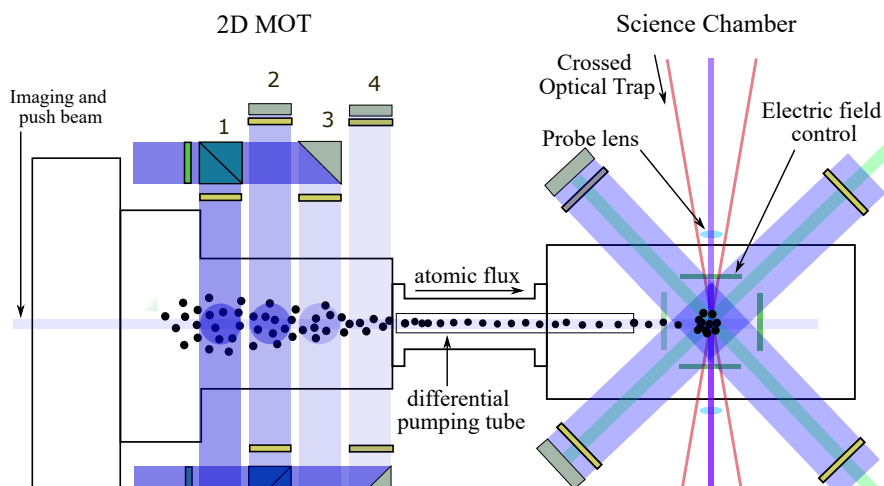 2D MOT
Science Chamber
Imaging and
push beam
1
2
3
4
Crossed
Optical Trap
Probe lens
Electric field
control
atomic flux
differential
pumping tube